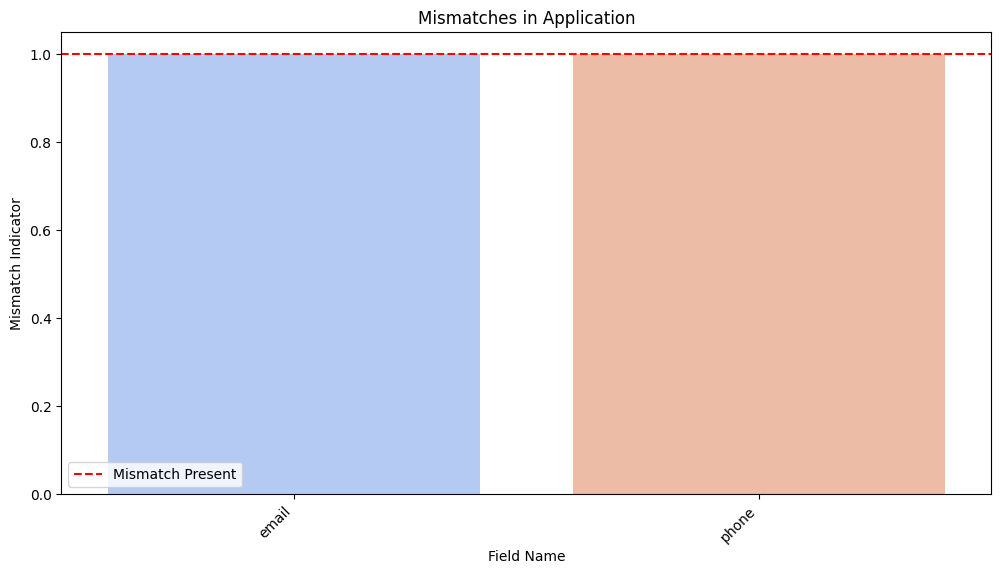 Mismatches in Application
Mismatch Indicator
1.0
0.8
0.6
0.4
0.2
0.0
Mismatch Present
email
phone
Field Name